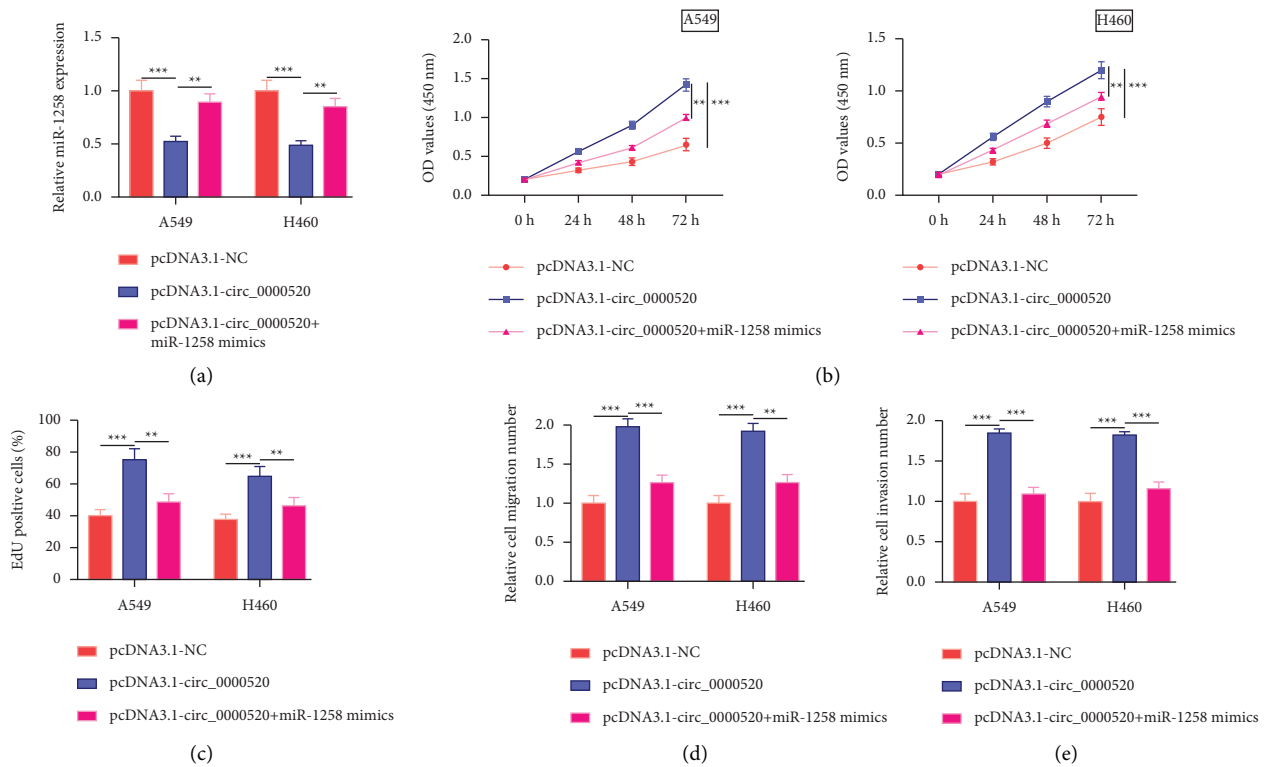 Relative miR-1258 expression
1.5
1.0
0.5
0.0
***
**
***
**
A549
H460
pcDNA3.1-NC
pcDNA3.1-circ_0000520
pcDNA3.1-circ_0000520+
miR-1258 mimics
(a)
A549
OD values (450 nm)
2.0
1.5
1.0
0.5
0.0
**
***
0 h
24 h
48 h
72 h
pcDNA3.1-NC
pcDNA3.1-circ_0000520
pcDNA3.1-circ_0000520+miR-1258 mimics
H460
OD values (450 nm)
1.5
1.0
0.5
0.0
**
***
0 h
24 h
48 h
72 h
pcDNA3.1-NC
pcDNA3.1-circ_0000520
pcDNA3.1-circ_0000520+miR-1258 mimics
(b)
EdU positive cells (%)
100
80
60
40
20
0
***
**
***
**
A549
H460
pcDNA3.1-NC
pcDNA3.1-circ_0000520
pcDNA3.1-circ_0000520+miR-1258 mimics
(c)
Relative cell migration number
2.0
1.5
1.0
0.5
0.0
***
***
***
**
A549
H460
pcDNA3.1-NC
pcDNA3.1-circ_0000520
pcDNA3.1-circ_0000520+miR-1258 mimics
(d)
Relative cell invasion number
2.0
1.5
1.0
0.5
0.0
***
***
***
***
A549
H460
pcDNA3.1-NC
pcDNA3.1-circ_0000520
pcDNA3.1-circ_0000520+miR-1258 mimics
(e)